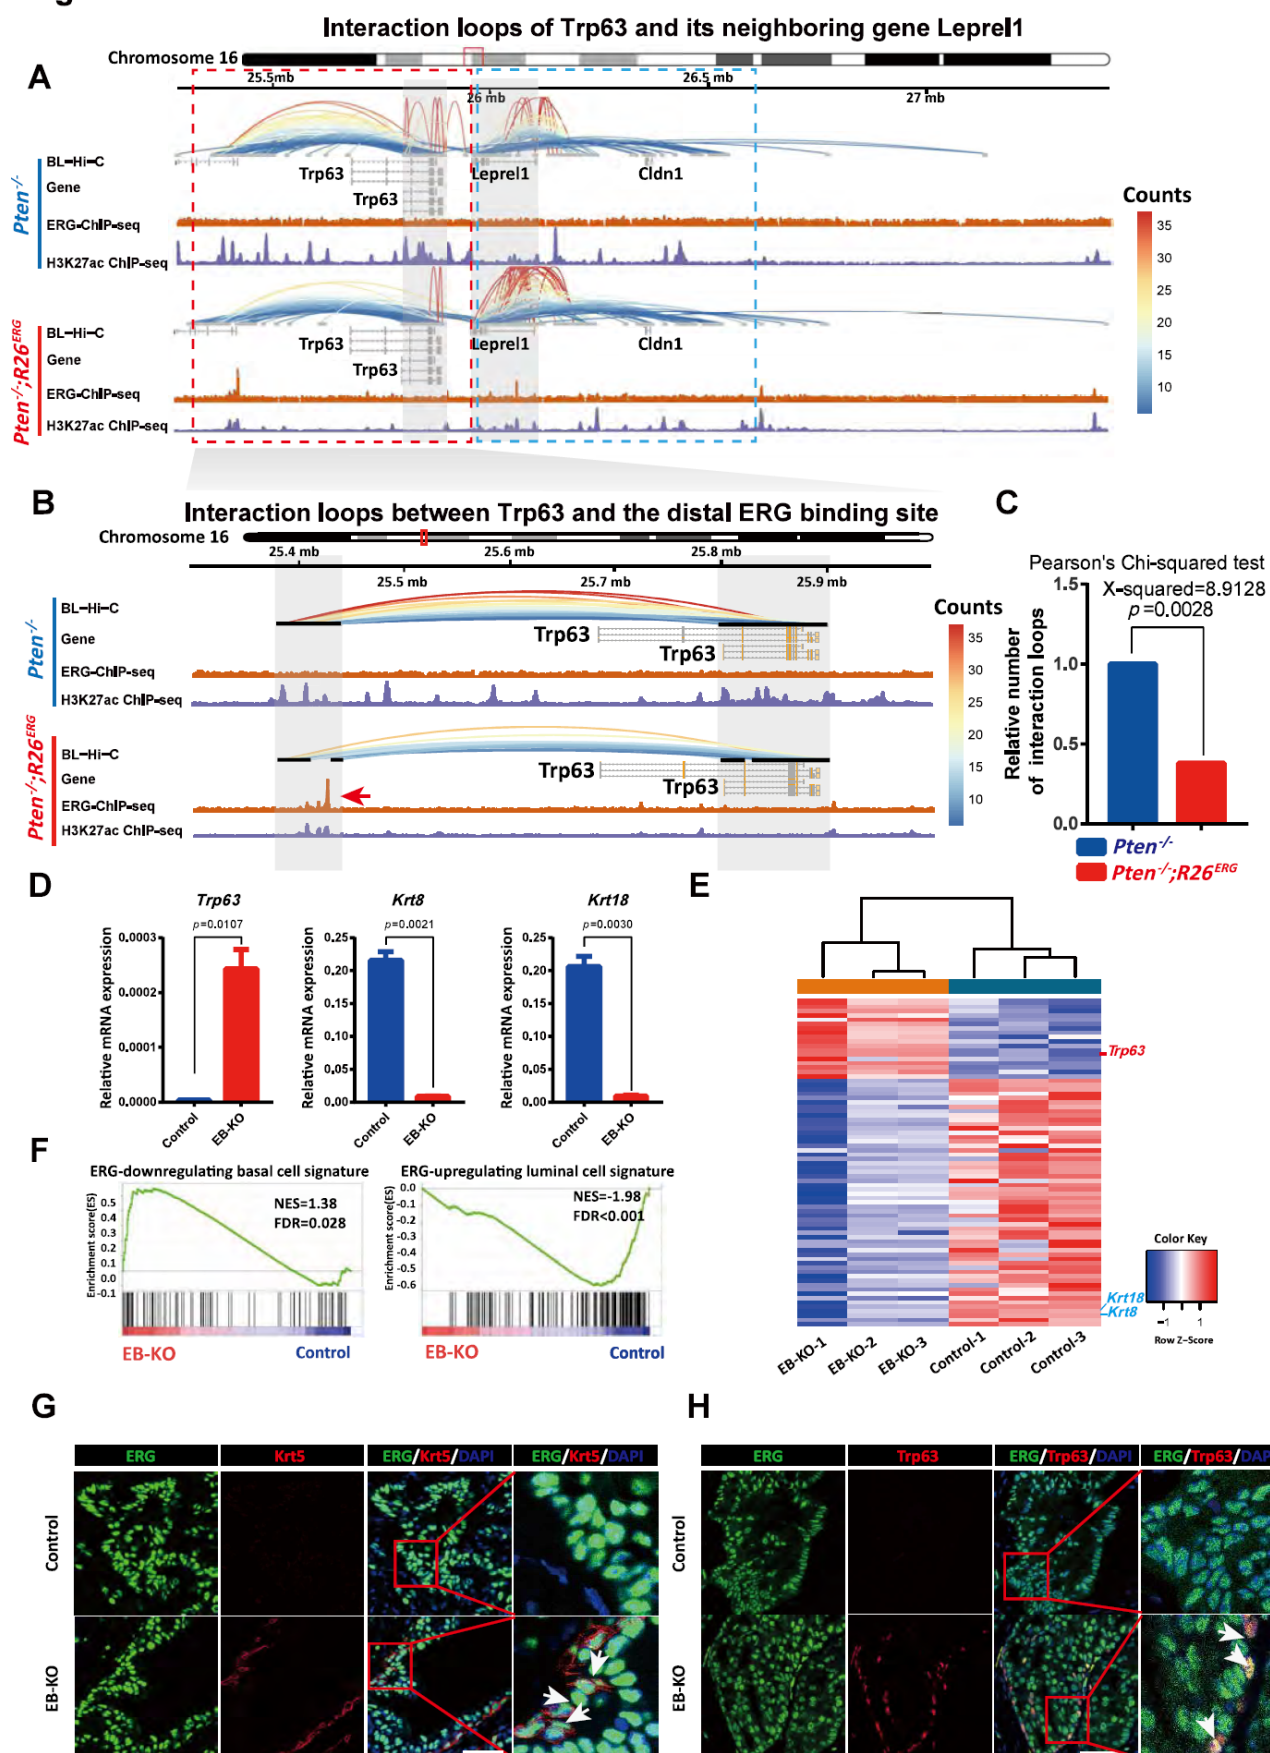 Interaction loops of Trp63 and its neighboring gene Leprel1
Chromosome 16
A
25.5mb
26.5 mb
26 mb
27 mb
Pten-/-
BL-Hi-C
Gene
Trp63
Trp63
Leprel1
Cldn1
ERG-ChIP-seq
H3K27ac ChIP-seq
Counts
35
30
25
20
15
10
Pten-/-;R26ERG
BL-Hi-C
Gene
Trp63
Trp63
Leprel1
Cldn1
ERG-ChIP-seq
H3K27ac ChIP-seq
B
Interaction loops between Trp63 and the distal ERG binding site
Chromosome 16
25.4 mb
25.6 mb
25.8 mb
25.5 mb
25.7 mb
25.9 mb
Pten-/-
BL-Hi-C
Gene
Trp63
Trp63
ERG-ChIP-seq
H3K27ac ChIP-seq
Counts
35
30
25
20
15
10
Pten-/-;R26ERG
BL-Hi-C
Gene
Trp63
Trp63
ERG-ChIP-seq
H3K27ac ChIP-seq
C
Pearson's Chi-squared test
X-squared=8.9128
p=0.0028
Relative number
of interaction loops
1.5
1.0
0.5
0.0
Pten-/-
Pten-/-;R26ERG
D
Trp63
p=0.0107
Relative mRNA expression
0.0003
0.0002
0.0001
0.0000
Control
EB-KO
Krt8
p=0.0021
Relative mRNA expression
0.25
0.20
0.15
0.10
0.05
0.00
Control
EB-KO
Krt18
p=0.0030
Relative mRNA expression
0.25
0.20
0.15
0.10
0.05
0.00
Control
EB-KO
E
Trp63
Krt18
Krt8
EB-KO-1
EB-KO-2
EB-KO-3
Control-1
Control-2
Control-3
Color Key
-1
1
Row Z-Score
F
ERG-downregulating basal cell signature
NES=1.38
FDR=0.028
Enrichment score(ES)
0.5
0.4
0.3
0.2
0.1
0.0
-0.1
EB-KO
Control
ERG-upregulating luminal cell signature
NES=-1.98
FDR<0.001
Enrichment score(ES)
0.0
-0.1
-0.2
-0.3
-0.4
-0.5
-0.6
EB-KO
Control
G
ERG
Krt5
ERG/Krt5/DAPI
ERG/Krt5/DAPI
Control
EB-KO
H
ERG
Trp63
ERG/Trp63/DAPI
ERG/Trp63/DAP
Control
EB-KO